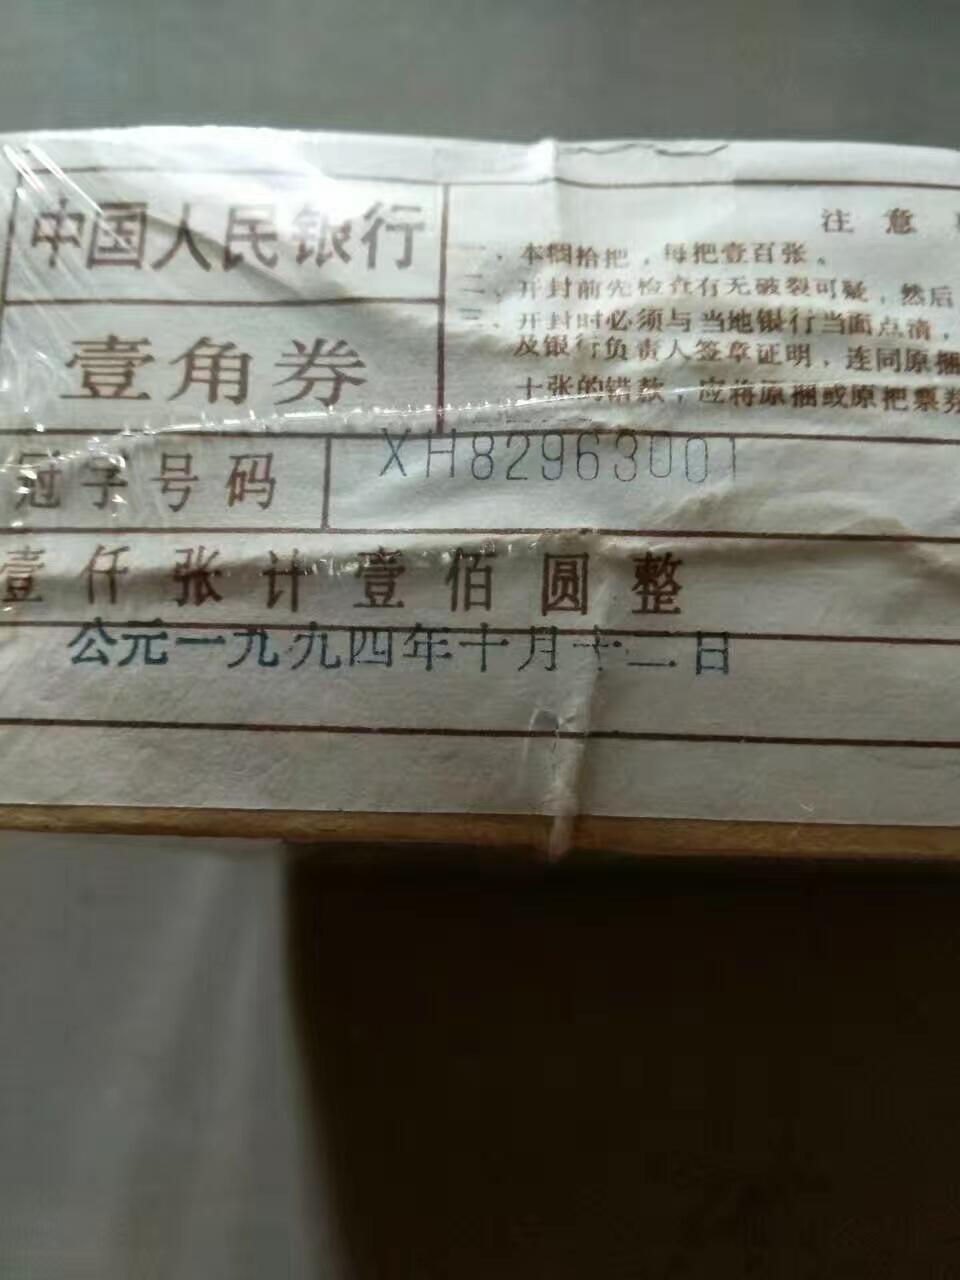 中国人民银行
壹角券
注意
一、本捆拾把，每把壹百张。
二、开封前先检查有无破裂可疑，然后
三、开封时必须与当地银行当面点清，
及银行负责人签章证明，连同原捆
十张的错款，应将原捆或原把票券
冠字号码
XH82963001
壹仟张计壹佰圆整
公元一九九四年十月十二日